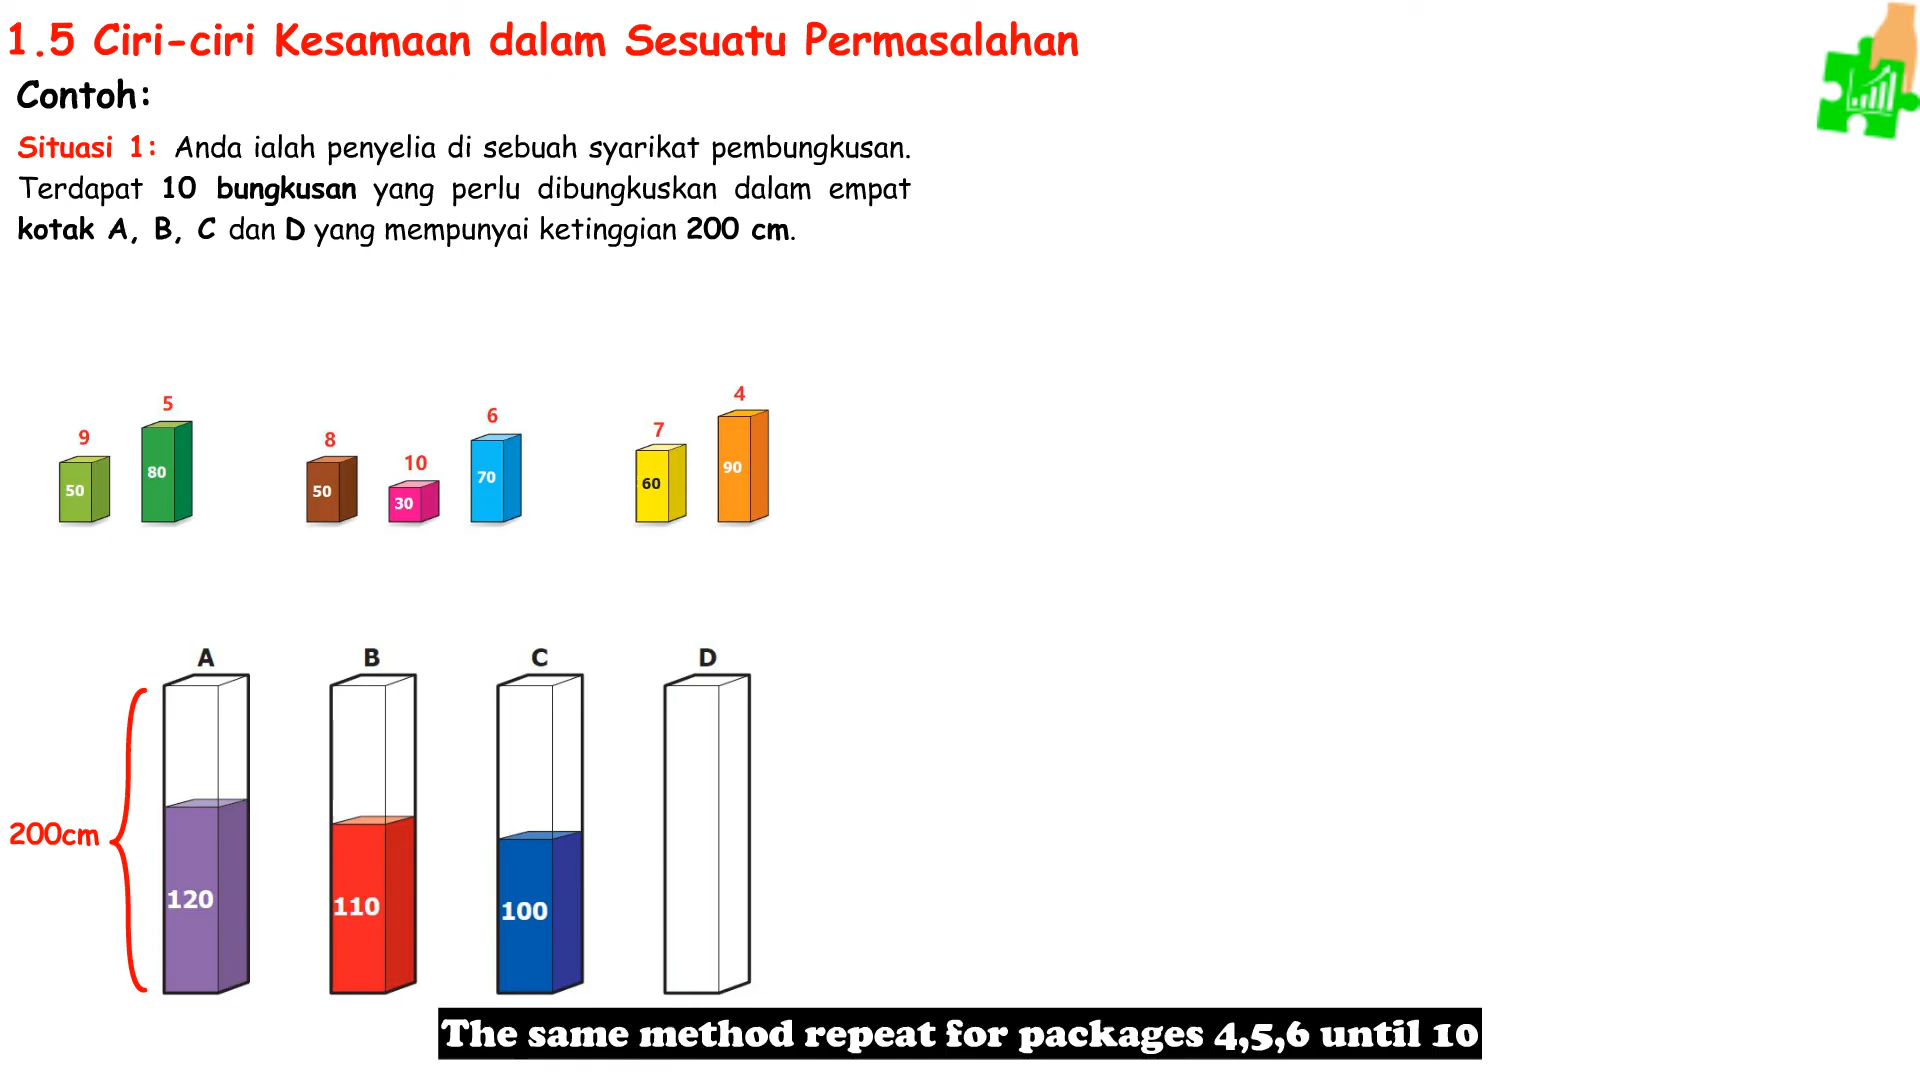 1.5 Ciri-ciri Kesamaan dalam Sesuatu Permasalahan
Contoh:
Situasi 1: Anda ialah penyelia di sebuah syarikat pembungkusan.
Terdapat 10 bungkusan yang perlu dibungkuskan dalam empat
kotak A, B, C dan D yang mempunyai ketinggian 200 cm.
9 5 8 10 6 7 4
50 80 50 30 70 60 90
A B C D
200cm
120 110 100
The same method repeat for packages 4,5,6 until 10